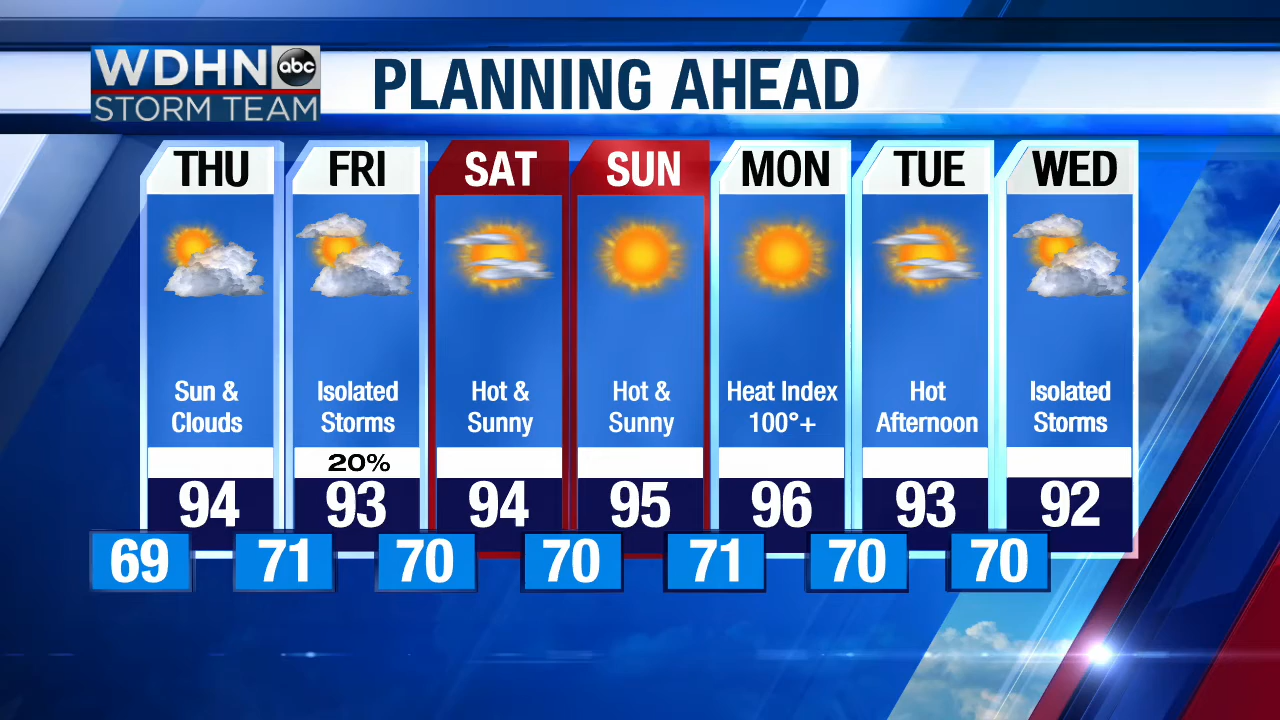 WDHN abc
STORM TEAM
PLANNING AHEAD
THU FRI SAT SUN MON TUE WED
Sun & Isolated Hot & Hot & Heat Index Hot Isolated
Clouds Storms Sunny Sunny 100°+ Afternoon Storms
20%
94 93 94 95 96 93 92
69 71 70 70 71 70 70